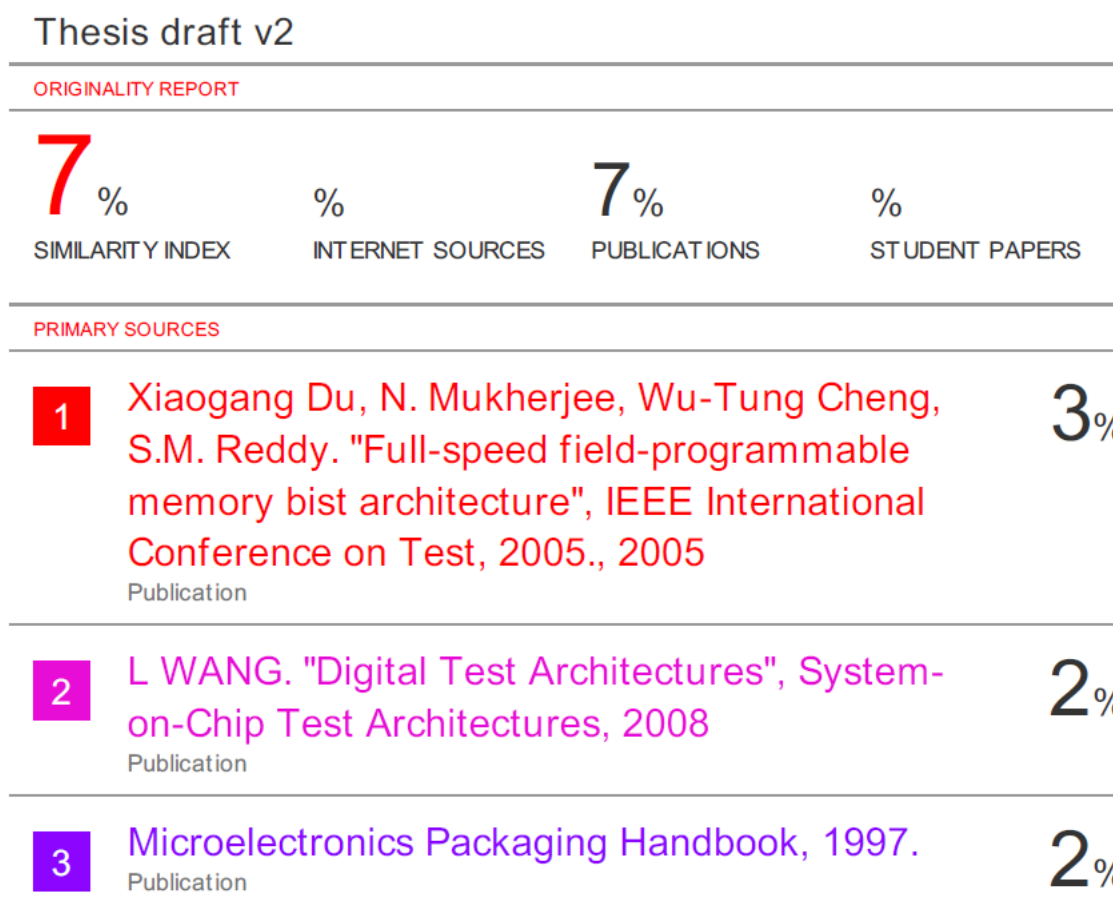 Thesis draft v2
ORIGINALITY REPORT
7% % 7% %
SIMILARITY INDEX INTERNET SOURCES PUBLICATIONS STUDENT PAPERS
PRIMARY SOURCES
1 Xiaogang Du, N. Mukherjee, Wu-Tung Cheng, 3%
S.M. Reddy. "Full-speed field-programmable
memory bist architecture", IEEE International
Conference on Test, 2005., 2005
Publication
2 L WANG. "Digital Test Architectures", System- 2%
on-Chip Test Architectures, 2008
Publication
3 Microelectronics Packaging Handbook, 1997. 2%
Publication